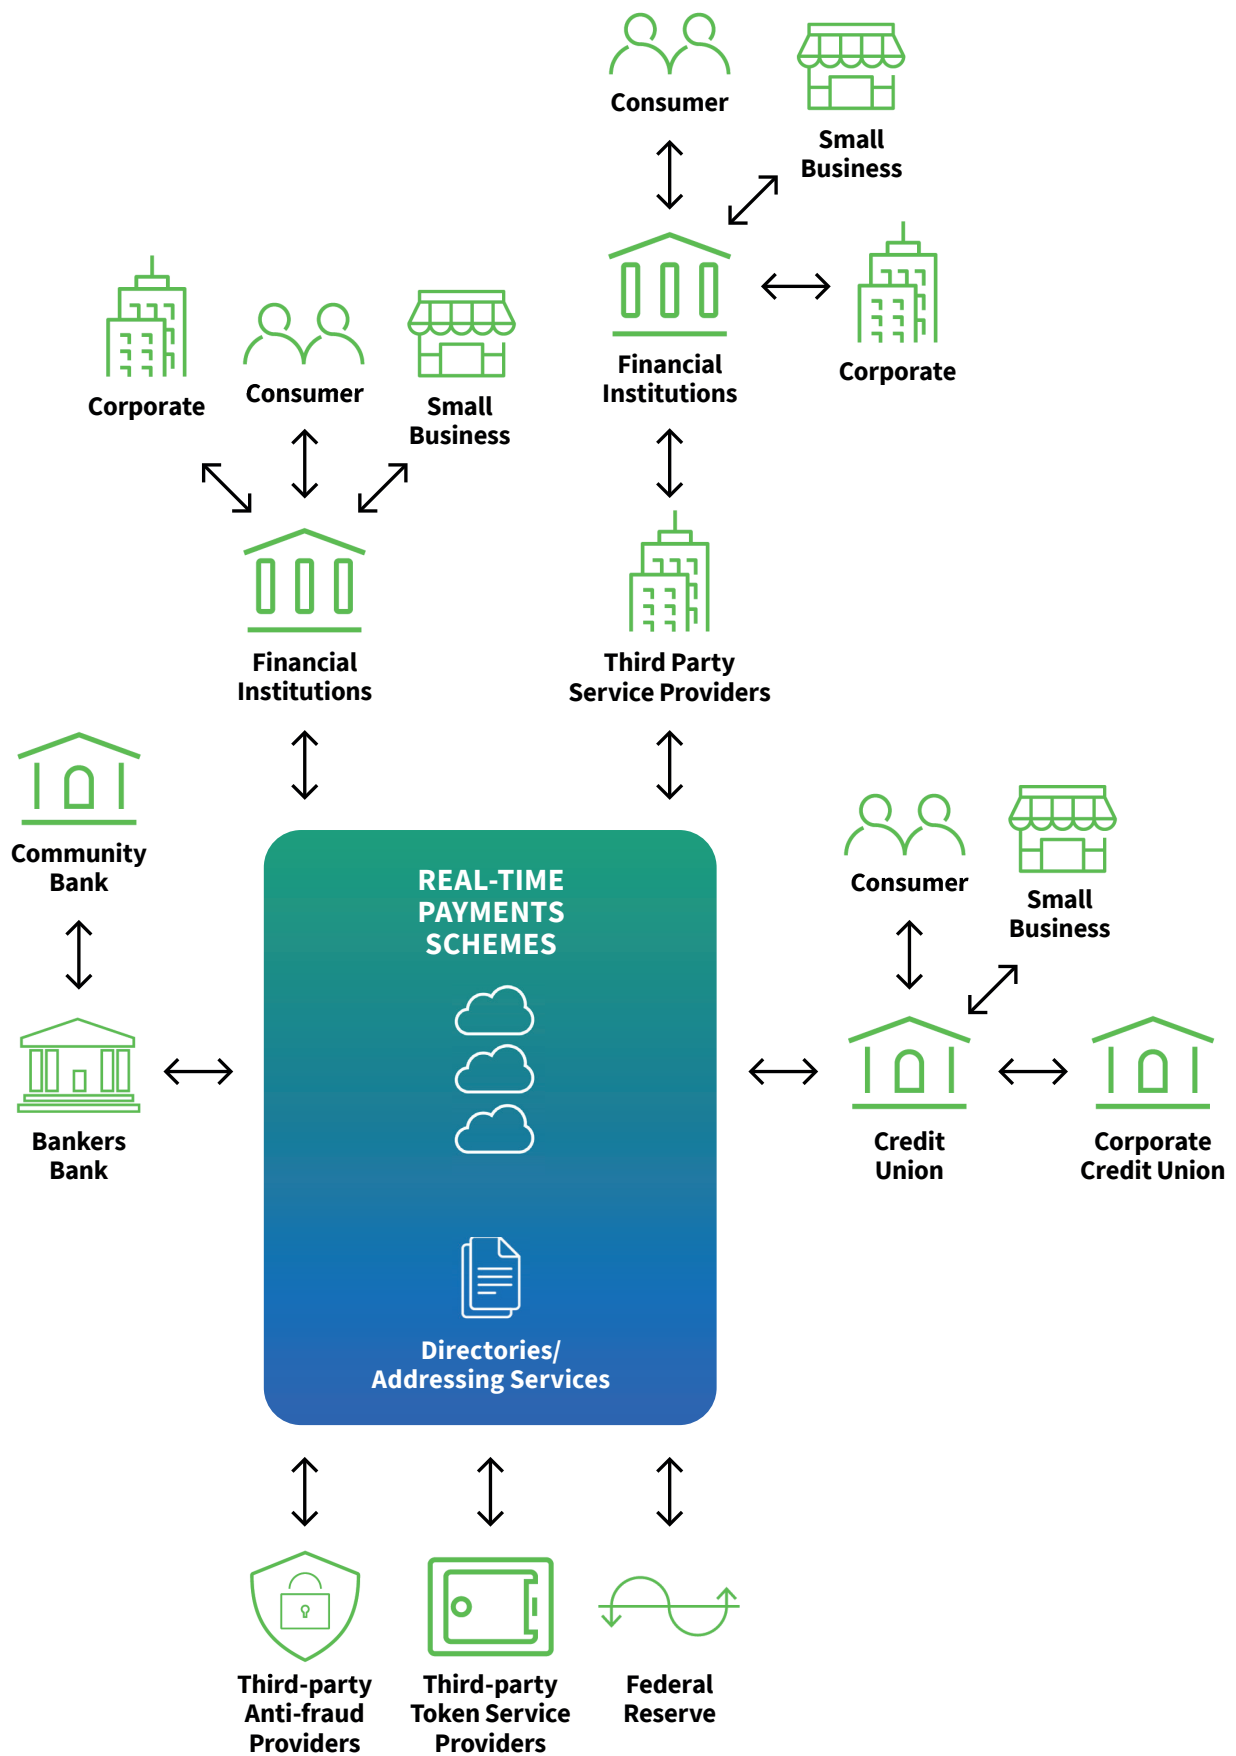 Consumer
Small
Business
Financial
Institutions
Corporate
Corporate
Consumer
Small
Business
Financial
Institutions
Third Party
Service Providers
Community
Bank
Bankers
Bank
REAL-TIME
PAYMENTS
SCHEMES
Directories/
Addressing Services
Consumer
Small
Business
Credit
Union
Corporate
Credit Union
Third-party
Anti-fraud
Providers
Third-party
Token Service
Providers
Federal
Reserve